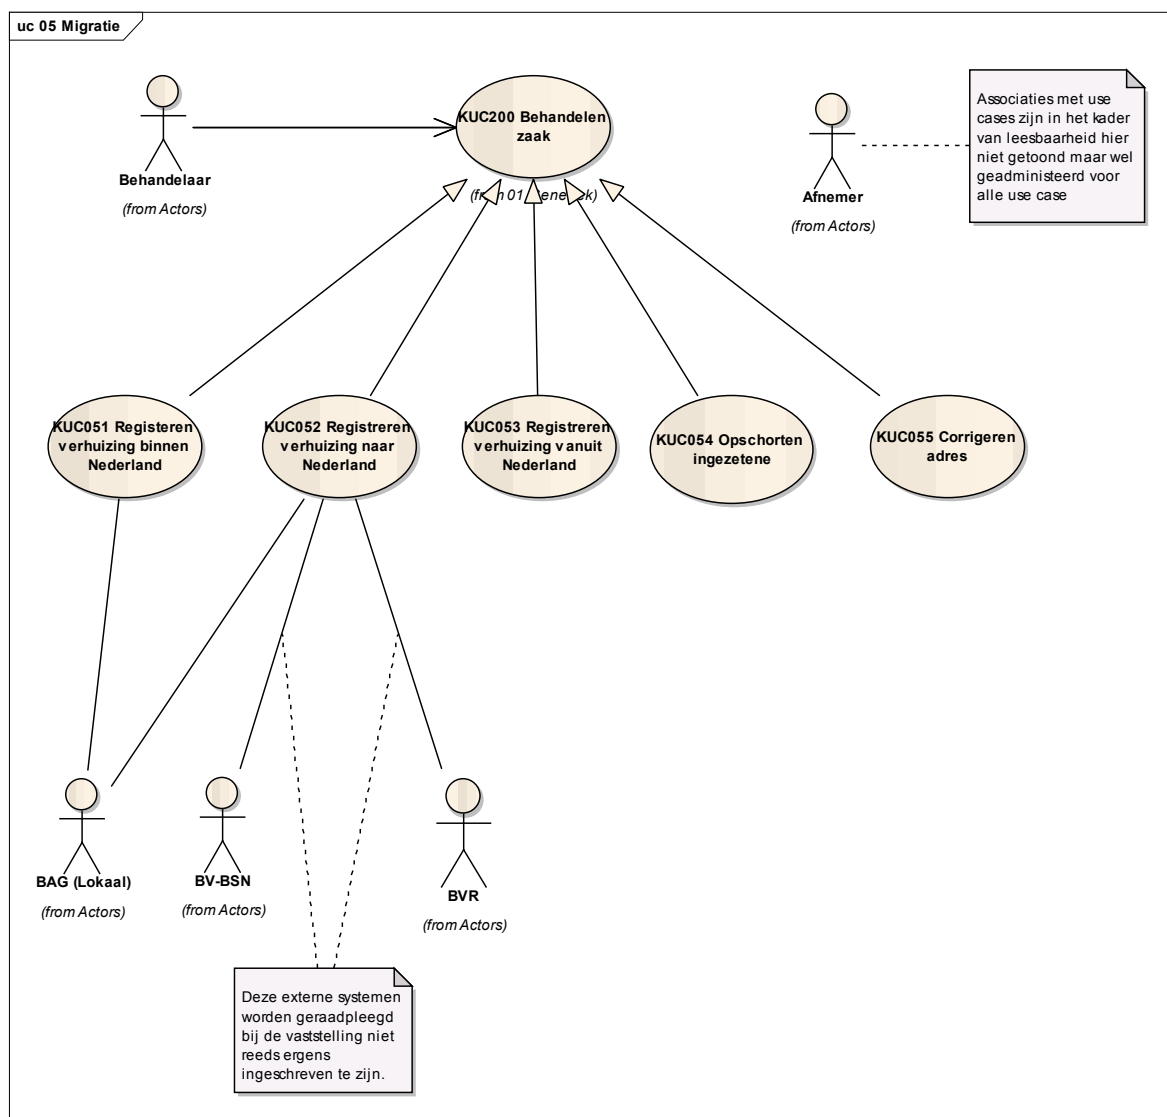 uc 05 Migratie
KUC200 Behandelen
zaak
Behandelaar
(from Actors)
Afnemer
(from Actors)
Associaties met use
cases zijn in het kader
van leesbaarheid hier
niet getoond maar wel
geadministeerd voor
alle use case
KUC051 Registeren
verhuizing binnen
Nederland
KUC052 Registreren
verhuizing naar
Nederland
KUC053 Registreren
verhuizing vanuit
Nederland
KUC054 Opschorten
ingezetene
KUC055 Corrigeren
adres
BAG (Lokaal)
(from Actors)
BV-BSN
(from Actors)
BVR
(from Actors)
Deze externe systemen
worden geraadpleegd
bij de vaststelling niet
reeds ergens
ingeschreven te zijn.